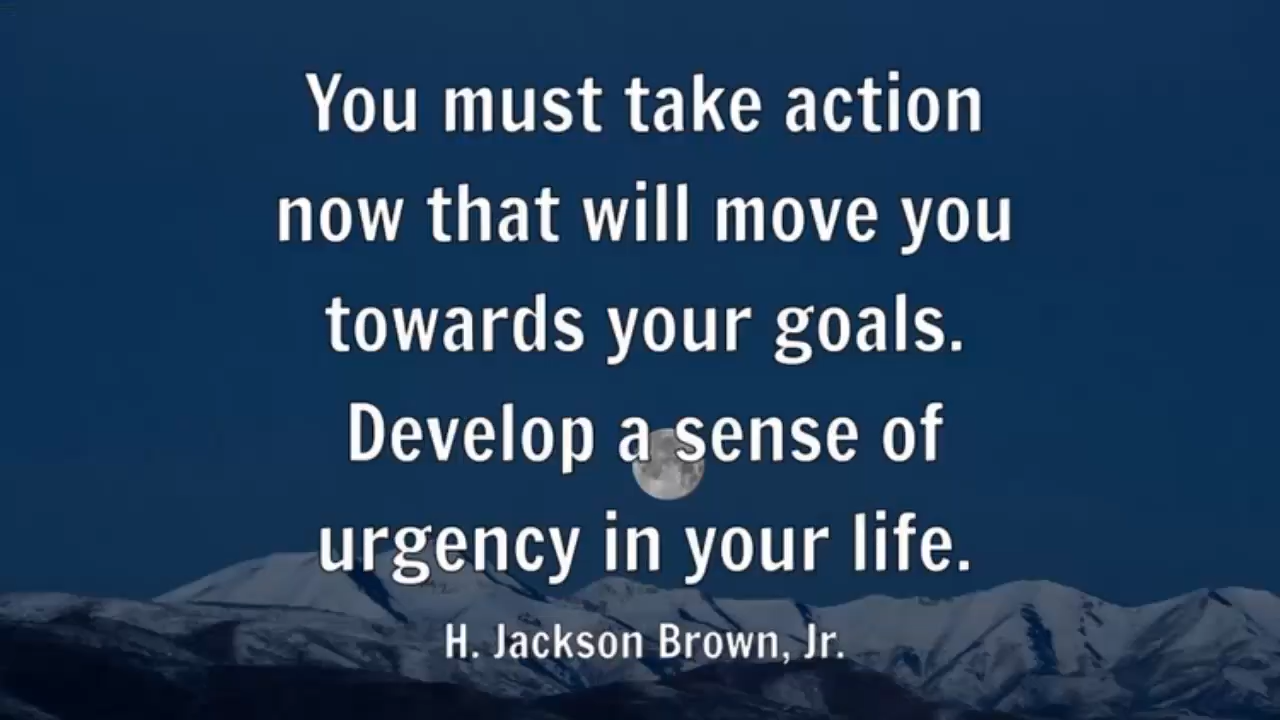 You must take action
now that will move you
towards your goals.
Develop a sense of
urgency in your life.
H. Jackson Brown, Jr.